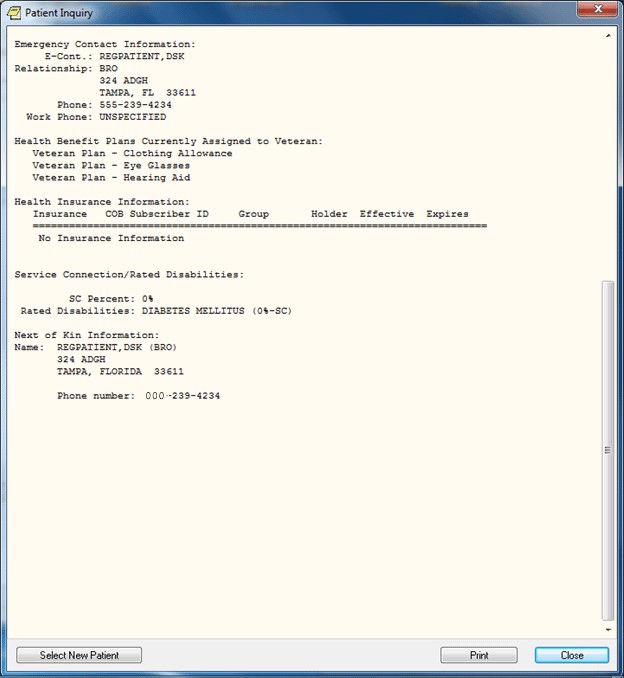 Patient Inquiry
Emergency Contact Information:
E-Cont.: REGPATIENT,DSK
Relationship: BRO
324 ADGH
TAMPA, FL  33611
Phone: 555-239-4234
Work Phone: UNSPECIFIED
Health Benefit Plans Currently Assigned to Veteran:
Veteran Plan - Clothing Allowance
Veteran Plan - Eye Glasses
Veteran Plan - Hearing Aid
Health Insurance Information:
Insurance   COB Subscriber ID     Group       Holder  Effective  Expires
===========================================================================
No Insurance Information
Service Connection/Rated Disabilities:
SC Percent: 0%
Rated Disabilities: DIABETES MELLITUS (0%-SC)
Next of Kin Information:
Name:  REGPATIENT,DSK (BRO)
324 ADGH
TAMPA, FLORIDA  33611
Phone number:  000-239-4234
Select New Patient   Print   Close